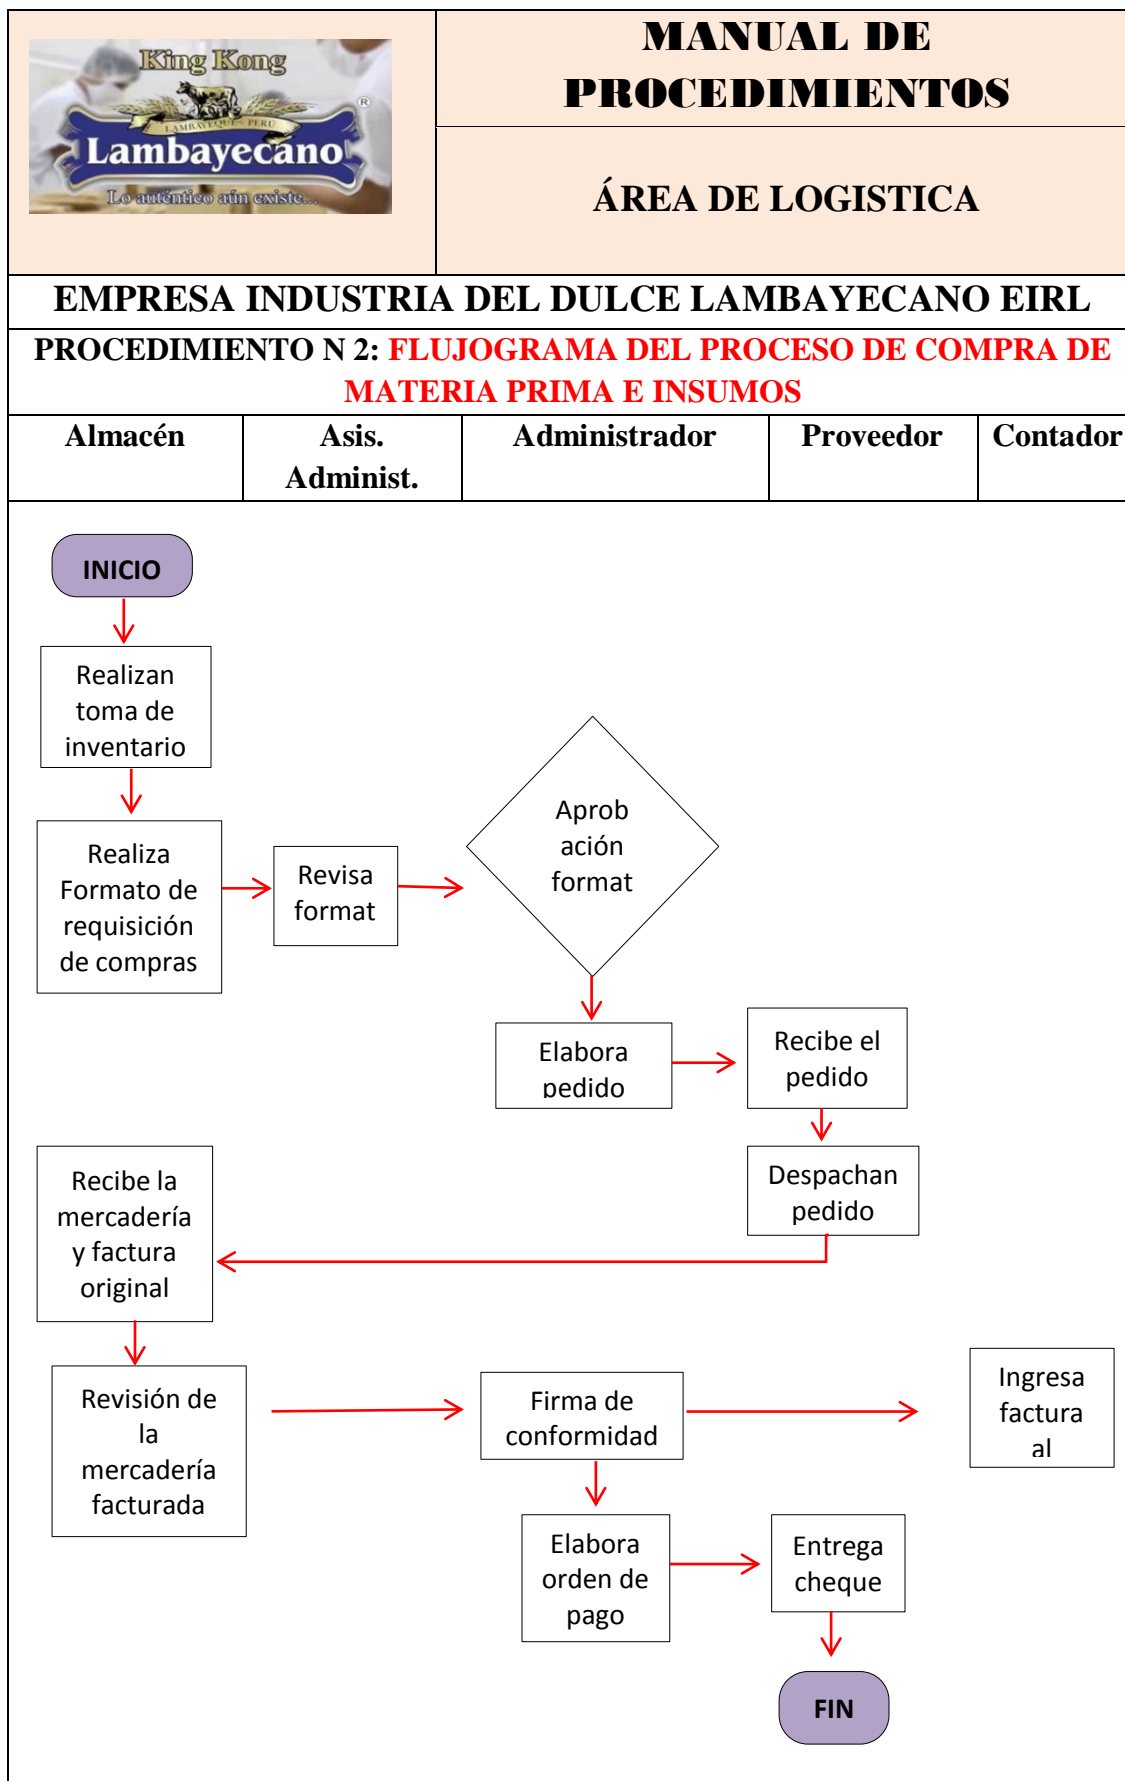 King Kong
LAMBAYEQUE - PERU
®
Lambayecano
Lo auténtico aún existe...
MANUAL DE
PROCEDIMIENTOS
ÁREA DE LOGISTICA
EMPRESA INDUSTRIA DEL DULCE LAMBAYECANO EIRL
PROCEDIMIENTO N 2: FLUJOGRAMA DEL PROCESO DE COMPRA DE
MATERIA PRIMA E INSUMOS
Almacén
Asis.
Administ.
Administrador
Proveedor
Contador
INICIO
Realizan
toma de
inventario
Realiza
Formato de
requisición
de compras
Revisa
format
Aprob
ación
format
Elabora
pedido
Recibe el
pedido
Despachan
pedido
Recibe la
mercadería
y factura
original
Revisión de
la
mercadería
facturada
Firma de
conformidad
Ingresa
factura
al
Elabora
orden de
pago
Entrega
cheque
FIN